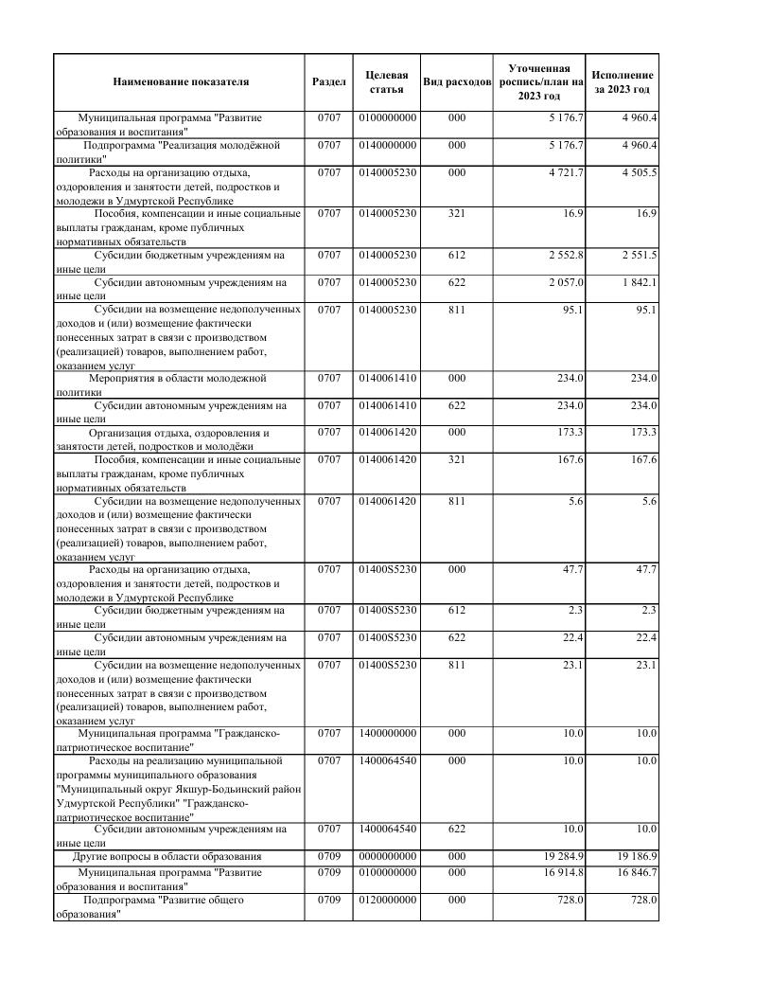 Наименование показателя Раздел Целевая статья Вид расходов Уточненная роспись/план на 2023 год Исполнение за 2023 год
Муниципальная программа "Развитие 0707 0100000000 000 5 176.7 4 960.4
образования и воспитания"
Подпрограмма "Реализация молодёжной 0707 0140000000 000 5 176.7 4 960.4
политики"
Расходы на организацию отдыха, 0707 0140005230 000 4 721.7 4 505.5
оздоровления и занятости детей, подростков и
молодежи в Удмуртской Республике
Пособия, компенсации и иные социальные 0707 0140005230 321 16.9 16.9
выплаты гражданам, кроме публичных
нормативных обязательств
Субсидии бюджетным учреждениям на 0707 0140005230 612 2 552.8 2 551.5
иные цели
Субсидии автономным учреждениям на 0707 0140005230 622 2 057.0 1 842.1
иные цели
Субсидии на возмещение недополученных 0707 0140005230 811 95.1 95.1
доходов и (или) возмещение фактически
понесенных затрат в связи с производством
(реализацией) товаров, выполнением работ,
оказанием услуг
Мероприятия в области молодежной 0707 0140061410 000 234.0 234.0
политики
Субсидии автономным учреждениям на 0707 0140061410 622 234.0 234.0
иные цели
Организация отдыха, оздоровления и 0707 0140061420 000 173.3 173.3
занятости детей, подростков и молодёжи
Пособия, компенсации и иные социальные 0707 0140061420 321 167.6 167.6
выплаты гражданам, кроме публичных
нормативных обязательств
Субсидии на возмещение недополученных 0707 0140061420 811 5.6 5.6
доходов и (или) возмещение фактически
понесенных затрат в связи с производством
(реализацией) товаров, выполнением работ,
оказанием услуг
Расходы на организацию отдыха, 0707 01400S5230 000 47.7 47.7
оздоровления и занятости детей, подростков и
молодежи в Удмуртской Республике
Субсидии бюджетным учреждениям на 0707 01400S5230 612 2.3 2.3
иные цели
Субсидии автономным учреждениям на 0707 01400S5230 622 22.4 22.4
иные цели
Субсидии на возмещение недополученных 0707 01400S5230 811 23.1 23.1
доходов и (или) возмещение фактически
понесенных затрат в связи с производством
(реализацией) товаров, выполнением работ,
оказанием услуг
Муниципальная программа "Гражданско- 0707 1400000000 000 10.0 10.0
патриотическое воспитание"
Расходы на реализацию муниципальной 0707 1400064540 000 10.0 10.0
программы муниципального образования
"Муниципальный округ Якшур-Бодьинский район
Удмуртской Республики" "Гражданско-
патриотическое воспитание"
Субсидии автономным учреждениям на 0707 1400064540 622 10.0 10.0
иные цели
Другие вопросы в области образования 0709 0000000000 000 19 284.9 19 186.9
Муниципальная программа "Развитие 0709 0100000000 000 16 914.8 16 846.7
образования и воспитания"
Подпрограмма "Развитие общего 0709 0120000000 000 728.0 728.0
образования"